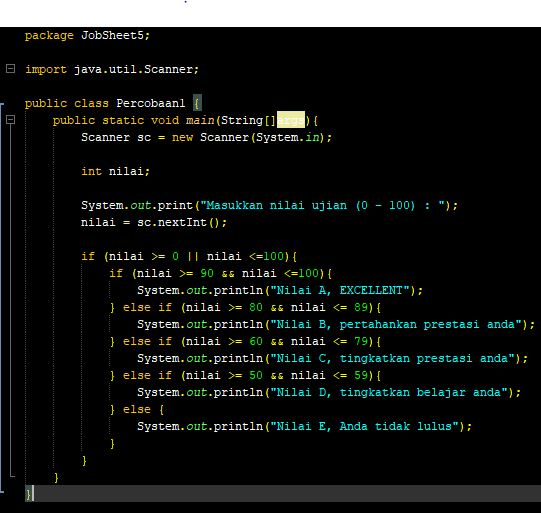 package JobSheet5;
import java.util.Scanner;
public class Percobaan1 {
public static void main(String[]args){
Scanner sc = new Scanner(System.in);
int nilai;
System.out.print("Masukkan nilai ujian (0 - 100) : ");
nilai = sc.nextInt();
if (nilai >= 0 || nilai <=100){
if (nilai >= 90 && nilai <=100){
System.out.println("Nilai A, EXCELLENT");
} else if (nilai >= 80 && nilai <= 89){
System.out.println("Nilai B, pertahankan prestasi anda");
} else if (nilai >= 60 && nilai <= 79){
System.out.println("Nilai C, tingkatkan prestasi anda");
} else if (nilai >= 50 && nilai <= 59){
System.out.println("Nilai D, tingkatkan belajar anda");
} else {
System.out.println("Nilai E, Anda tidak lulus");
}
}
}
}